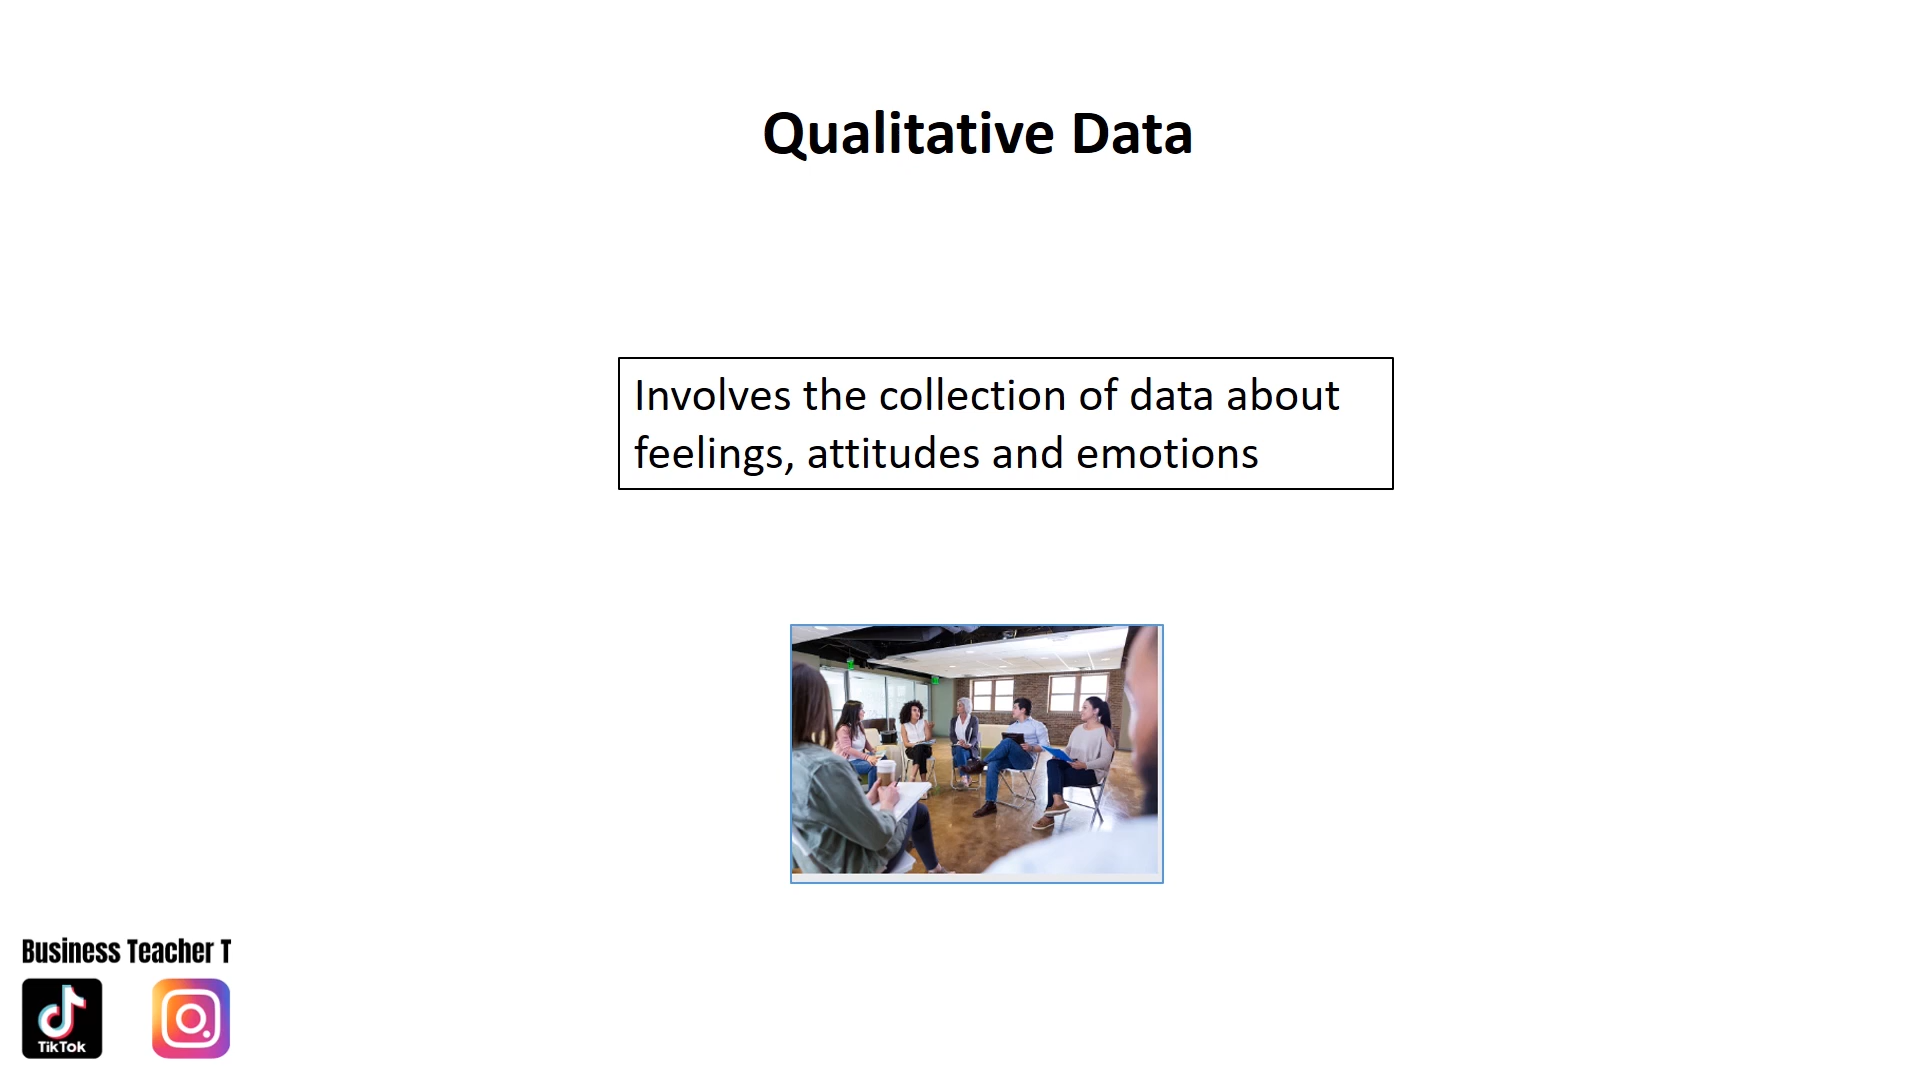 Qualitative Data
Involves the collection of data about
feelings, attitudes and emotions
Business Teacher T
TikTok